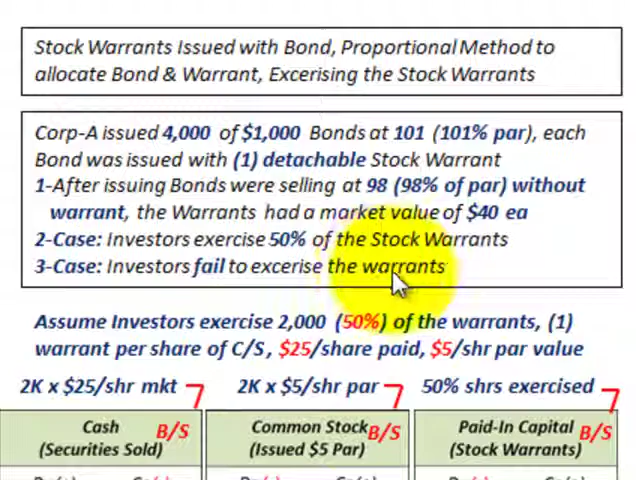 Stock Warrants Issued with Bond, Proportional Method to
allocate Bond & Warrant, Excerising the Stock Warrants
Corp-A issued 4,000 of $1,000 Bonds at 101 (101% par), each
Bond was issued with (1) detachable Stock Warrant
1-After issuing Bonds were selling at 98 (98% of par) without
warrant, the Warrants had a market value of $40 ea
2-Case: Investors exercise 50% of the Stock Warrants
3-Case: Investors fail to excerise the warrants
Assume Investors exercise 2,000 (50%) of the warrants, (1)
warrant per share of C/S , $25/share paid, $5/shr par value
2K x $25/shr mkt 2K x $5/shr par 50% shrs exercised
Cash B/S Common Stock B/S Paid-In Capital B/S
(Securities Sold) (Issued $5 Par) (Stock Warrants)